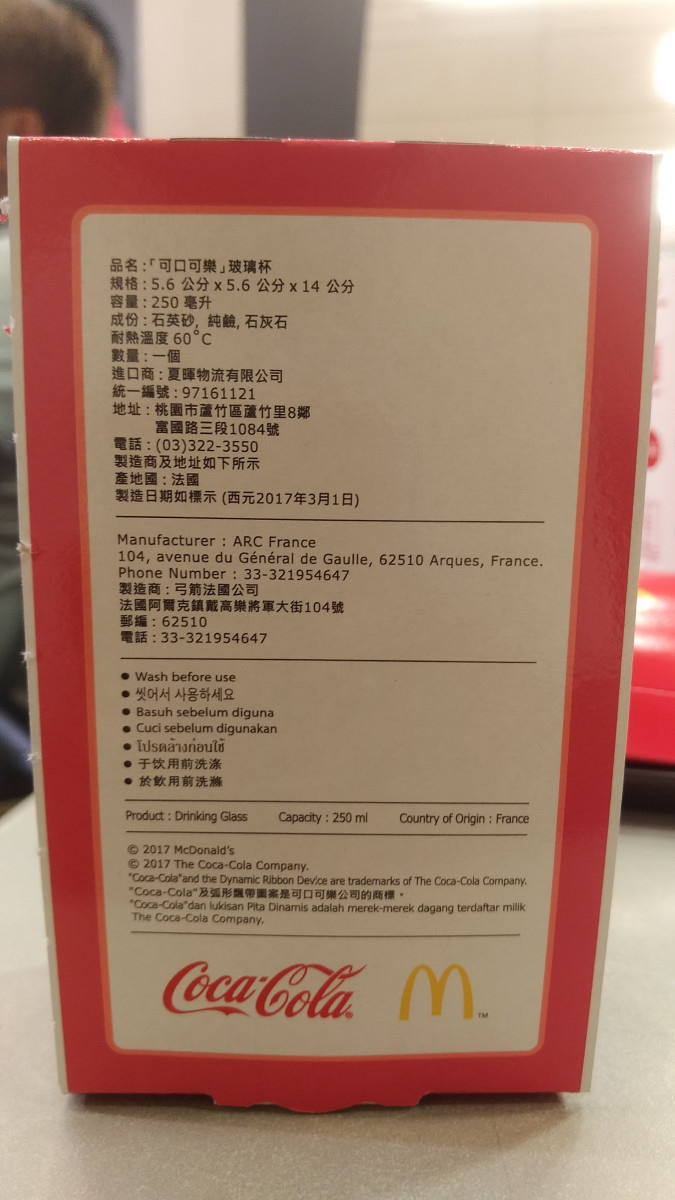 品名:「可口可樂」玻璃杯
規格:5.6 公分 x 5.6 公分 x 14 公分
容量:250 毫升
成份:石英砂, 純鹼, 石灰石
耐熱溫度 60°C
數量:一個
進口商:夏暉物流有限公司
統一編號:97161121
地址:桃園市蘆竹區蘆竹里8鄰
富國路三段1084號
電話:(03)322-3550
製造商及地址如下所示
產地國:法國
製造日期如標示 (西元2017年3月1日)
Manufacturer : ARC France
104, avenue du Général de Gaulle, 62510 Arques, France.
Phone Number : 33-321954647
製造商:弓箭法國公司
法國阿爾克鎮戴高樂將軍大街104號
郵編:62510
電話:33-321954647
● Wash before use
● 씻어서 사용하세요
● Basuh sebelum diguna
● Cuci sebelum digunakan
● โปรดล้างก่อนใช้
● 于饮用前洗涤
● 於飲用前洗滌
Product : Drinking Glass Capacity : 250 ml Country of Origin : France
© 2017 McDonald's
© 2017 The Coca-Cola Company.
"Coca-Cola"and the Dynamic Ribbon Device are trademarks of The Coca-Cola Company.
"Coca-Cola"及弧形飄帶圖案是可口可樂公司的商標。
"Coca-Cola"dan lukisan Pita Dinamis adalah merek-merek dagang terdaftar milik
The Coca-Cola Company.
Coca-Cola® M™